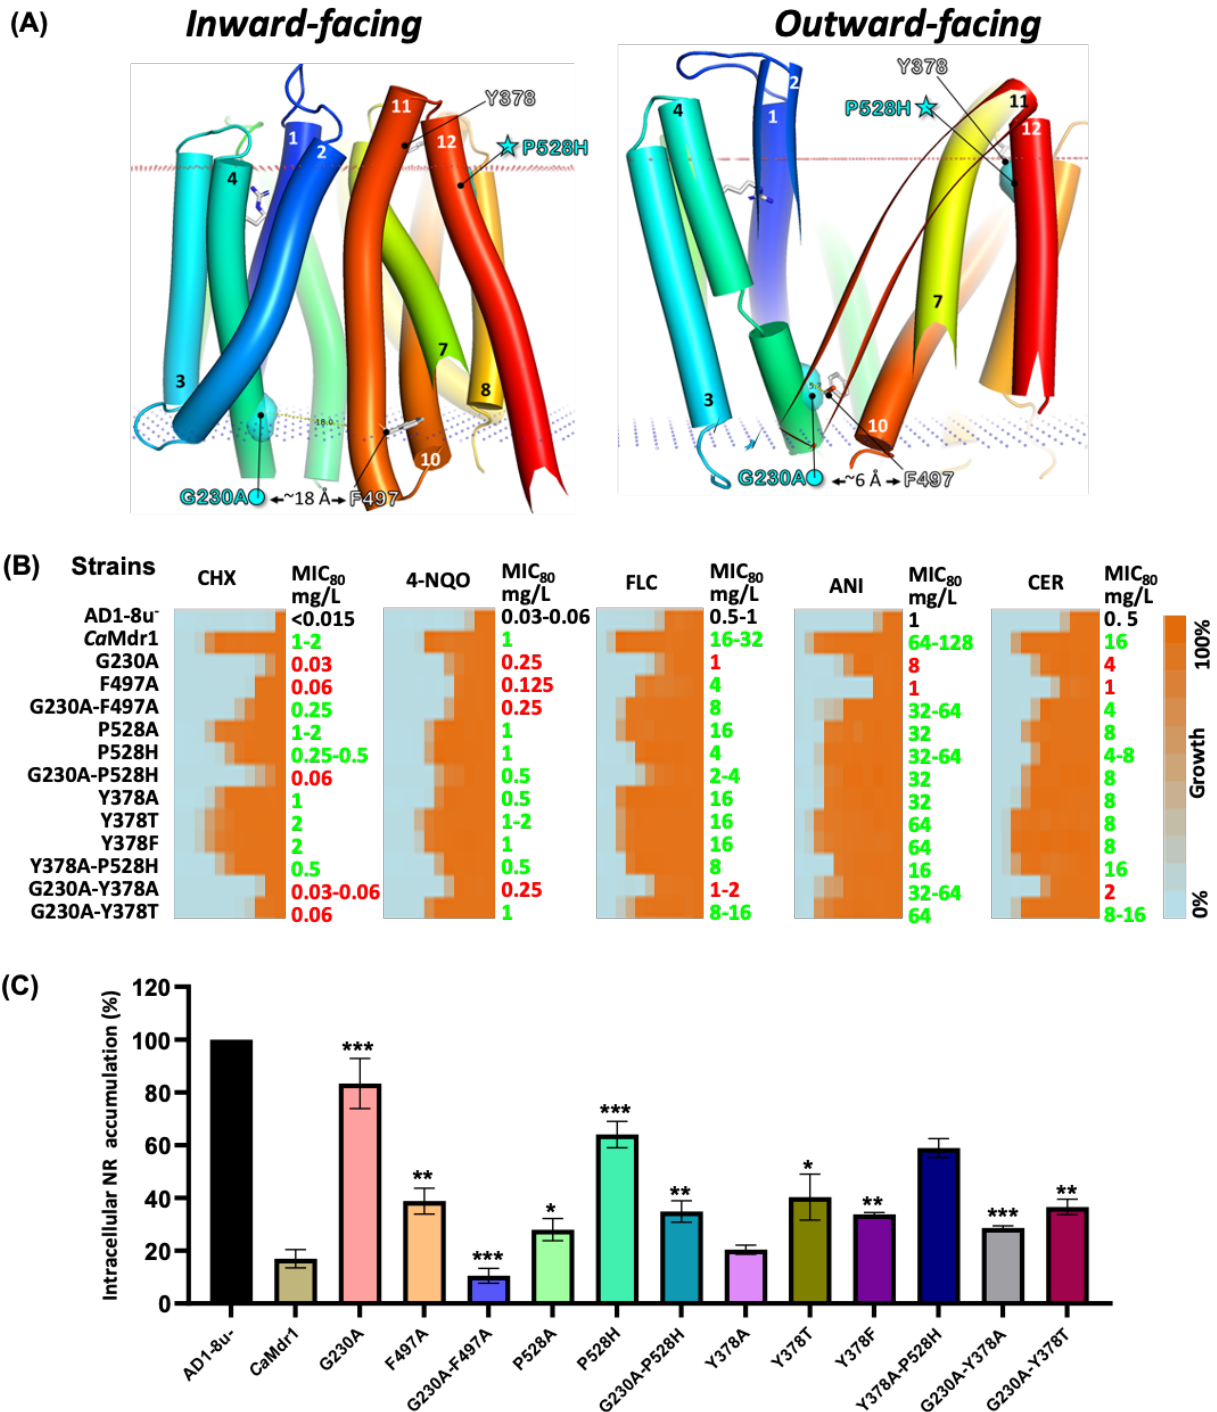 (A)
Inward-facing
Outward-facing
1
2
3
4
7
8
10
11
12
Y378
P528H
18.0
G230A
~18 Å
F497
1
2
3
4
7
10
11
12
Y378
P528H
G230A
~6 Å
F497
(B)
Strains
CHX
MIC80
mg/L
4-NQO
MIC80
mg/L
FLC
MIC80
mg/L
ANI
MIC80
mg/L
CER
MIC80
mg/L
AD1-8u- <0.015 0.03-0.06 0.5-1 1 0. 5
CaMdr1 1-2 1 16-32 64-128 16
G230A 0.03 0.25 1 8 4
F497A 0.06 0.125 4 1 1
G230A-F497A 0.25 0.25 8 32-64 4
P528A 1-2 1 16 32 8
P528H 0.25-0.5 1 4 32-64 4-8
G230A-P528H 0.06 0.5 2-4 32 8
Y378A 1 0.5 16 32 8
Y378T 2 1-2 16 64 8
Y378F 2 1 16 64 8
Y378A-P528H 0.5 0.5 8 16 16
G230A-Y378A 0.03-0.06 0.25 1-2 32-64 2
G230A-Y378T 0.06 1 8-16 64 8-16
100%
Growth
0%
(C)
Intracellular NR accumulation (%)
120
100
80
60
40
20
0
***
**
***
*
***
**
*
**
***
**
AD1-8u-
CaMdr1
G230A
F497A
G230A-F497A
P528A
P528H
G230A-P528H
Y378A
Y378T
Y378F
Y378A-P528H
G230A-Y378A
G230A-Y378T